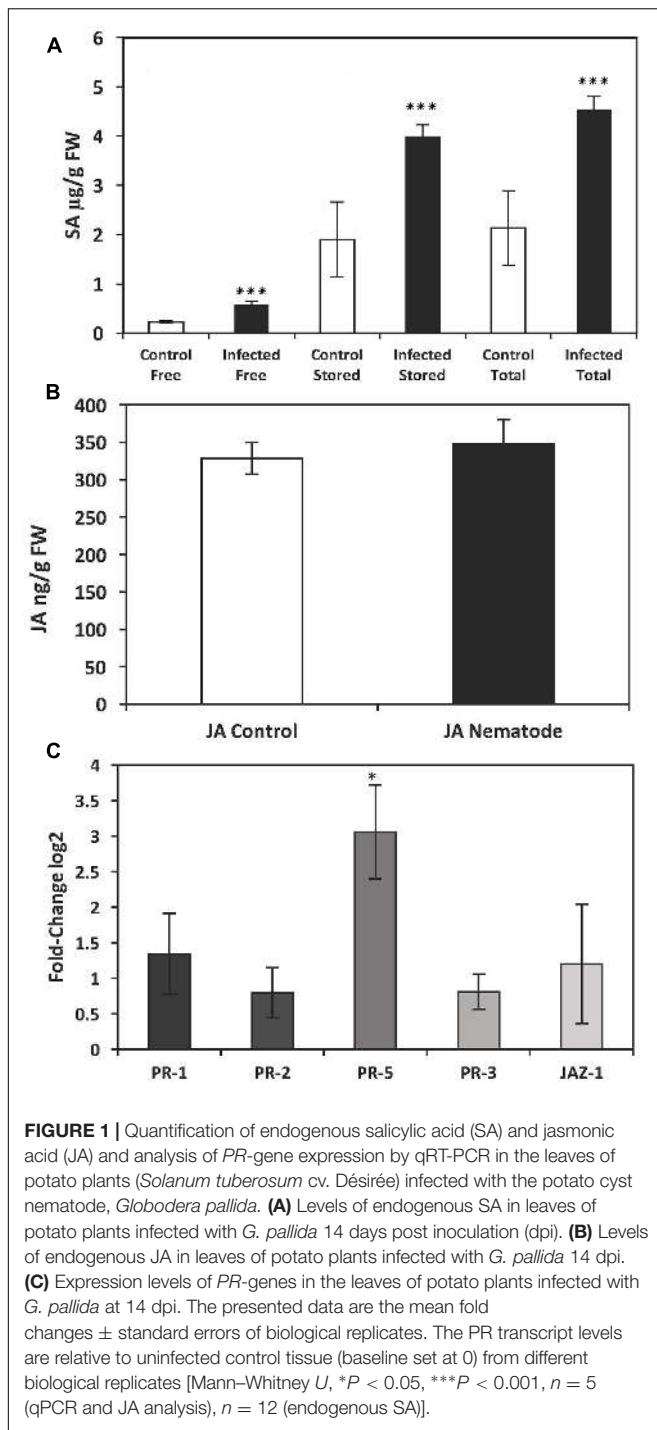 A
SA µg/g FW
6
5
4
3
2
1
0
***
***
***
Control Free
Infected Free
Control Stored
Infected Stored
Control Total
Infected Total
B
JA ng/g FW
400
350
300
250
200
150
100
50
0
JA Control
JA Nematode
C
Fold-Change log2
4
3.5
3
2.5
2
1.5
1
0.5
0
*
PR-1
PR-2
PR-5
PR-3
JAZ-1
FIGURE 1 | Quantification of endogenous salicylic acid (SA) and jasmonic
acid (JA) and analysis of PR-gene expression by qRT-PCR in the leaves of
potato plants (Solanum tuberosum cv. Désirée) infected with the potato cyst
nematode, Globodera pallida. (A) Levels of endogenous SA in leaves of
potato plants infected with G. pallida 14 days post inoculation (dpi). (B) Levels
of endogenous JA in leaves of potato plants infected with G. pallida 14 dpi.
(C) Expression levels of PR-genes in the leaves of potato plants infected with
G. pallida at 14 dpi. The presented data are the mean fold
changes ± standard errors of biological replicates. The PR transcript levels
are relative to uninfected control tissue (baseline set at 0) from different
biological replicates [Mann–Whitney U, *P < 0.05, ***P < 0.001, n = 5
(qPCR and JA analysis), n = 12 (endogenous SA)].